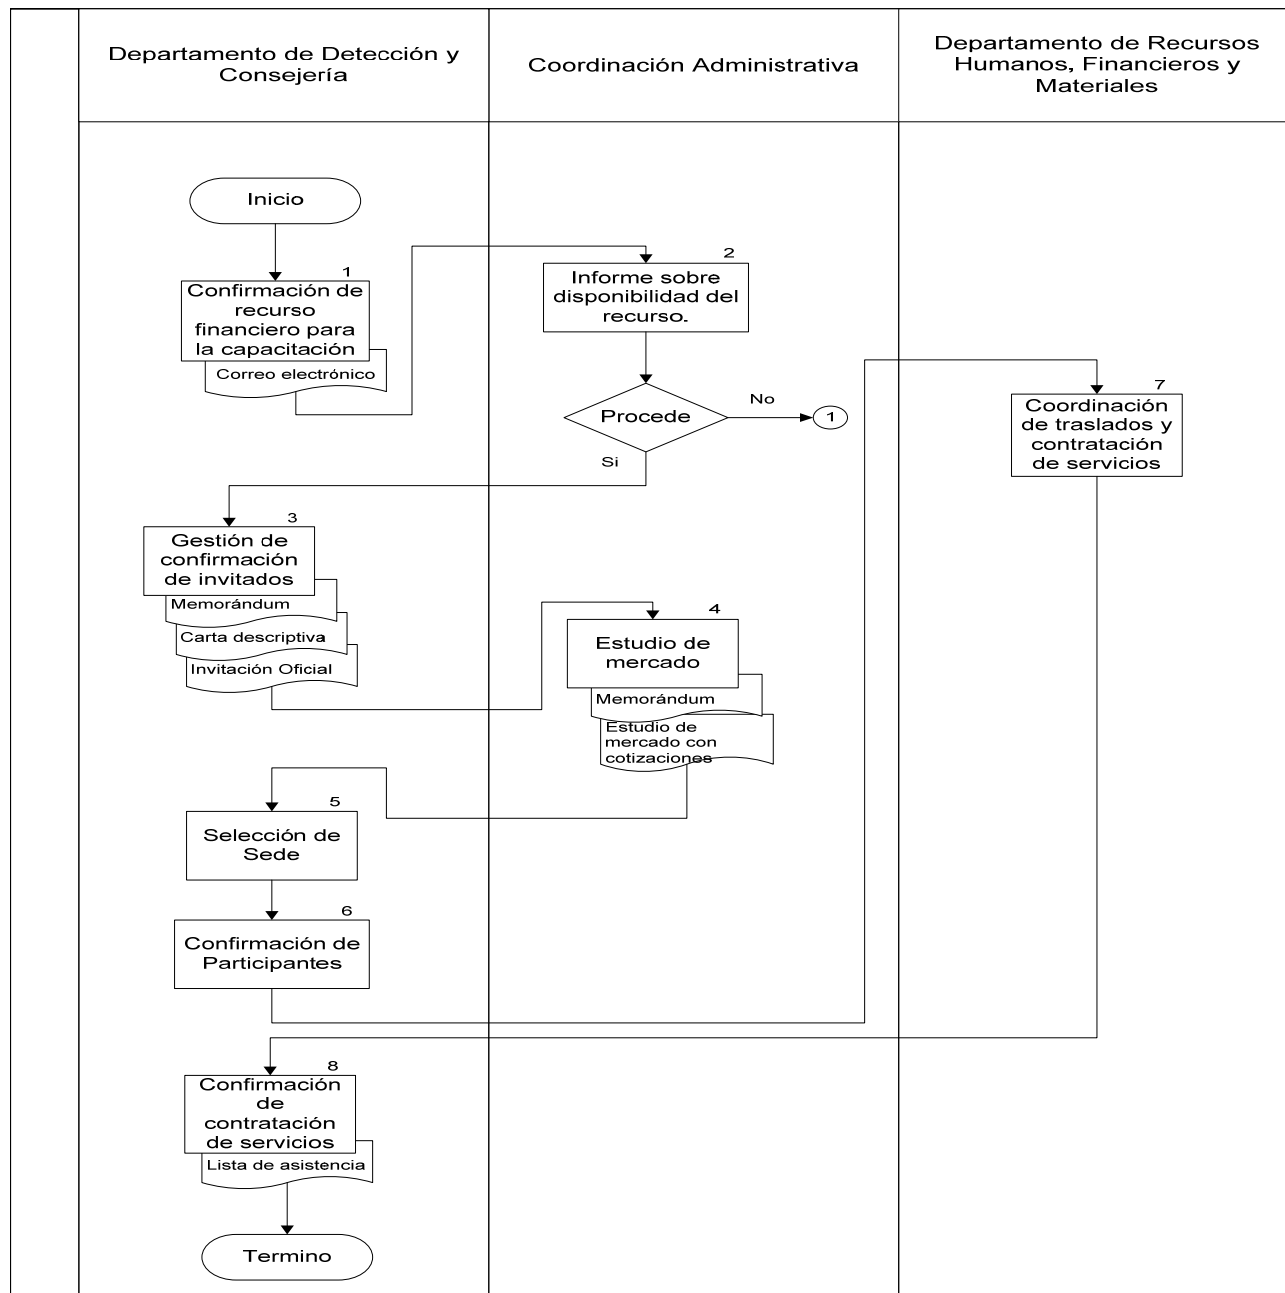 Departamento de Detección y
Consejería
Coordinación Administrativa
Departamento de Recursos
Humanos, Financieros y
Materiales
Inicio
1
Confirmación de
recurso
financiero para
la capacitación
Correo electrónico
2
Informe sobre
disponibilidad del
recurso.
Procede
No
1
Si
3
Gestión de
confirmación
de invitados
Memorándum
Carta descriptiva
Invitación Oficial
4
Estudio de
mercado
Memorándum
Estudio de
mercado con
cotizaciones
5
Selección de
Sede
6
Confirmación de
Participantes
7
Coordinación
de traslados y
contratación
de servicios
8
Confirmación
de
contratación
de servicios
Lista de asistencia
Termino